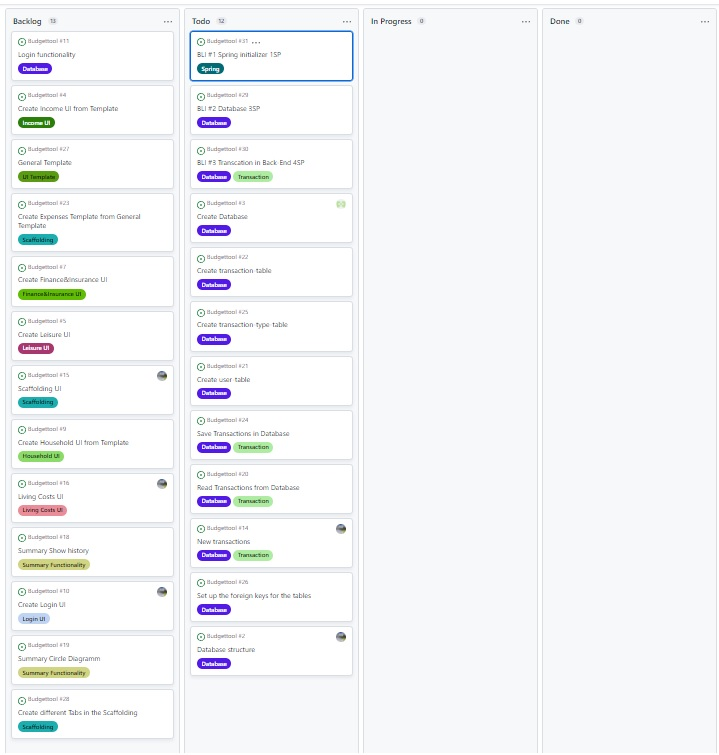 Backlog 13
Budgettool #11
Login functionality
Database
Budgettool #4
Create Income UI from Template
Income UI
Budgettool #27
General Template
UI Template
Budgettool #23
Create Expenses Template from General
Template
Scaffolding
Budgettool #7
Create Finance&Insurance UI
Finance&Insurance UI
Budgettool #5
Create Leisure UI
Leisure UI
Budgettool #15
Scaffolding UI
Scaffolding
Budgettool #9
Create Household UI from Template
Household UI
Budgettool #16
Living Costs UI
Living Costs UI
Budgettool #18
Summary Show history
Summary Functionality
Budgettool #10
Create Login UI
Login UI
Budgettool #19
Summary Circle Diagramm
Summary Functionality
Budgettool #28
Create different Tabs in the Scaffolding
Scaffolding
Todo 12
Budgettool #31
BLI #1 Spring initializer 1SP
Spring
Budgettool #29
BLI #2 Database 3SP
Database
Budgettool #30
BLI #3 Transcation in Back-End 4SP
Database Transaction
Budgettool #3
Create Database
Database
Budgettool #22
Create transaction-table
Database
Budgettool #25
Create transaction-type-table
Database
Budgettool #21
Create user-table
Database
Budgettool #24
Save Transactions in Database
Database Transaction
Budgettool #20
Read Transactions from Database
Database Transaction
Budgettool #14
New transactions
Database Transaction
Budgettool #26
Set up the foreign keys for the tables
Database
Budgettool #2
Database structure
Database
In Progress 0
Done 0